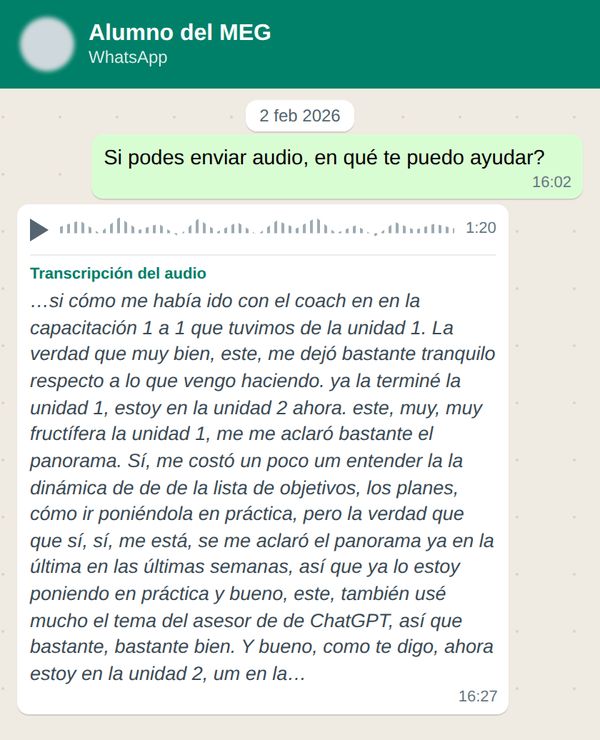 Alumno del MEG
WhatsApp
2 feb 2026
Si podes enviar audio, en qué te puedo ayudar?
16:02
1:20
Transcripción del audio
…si cómo me había ido con el coach en en la
capacitación 1 a 1 que tuvimos de la unidad 1. La
verdad que muy bien, este, me dejó bastante tranquilo
respecto a lo que vengo haciendo. ya la terminé la
unidad 1, estoy en la unidad 2 ahora. este, muy, muy
fructífera la unidad 1, me me aclaró bastante el
panorama. Sí, me costó un poco um entender la la
dinámica de de de la lista de objetivos, los planes,
cómo ir poniéndola en práctica, pero la verdad que
que sí, sí, me está, se me aclaró el panorama ya en la
última en las últimas semanas, así que ya lo estoy
poniendo en práctica y bueno, este, también usé
mucho el tema del asesor de de ChatGPT, así que
bastante, bastante bien. Y bueno, como te digo, ahora
estoy en la unidad 2, um en la…
16:27